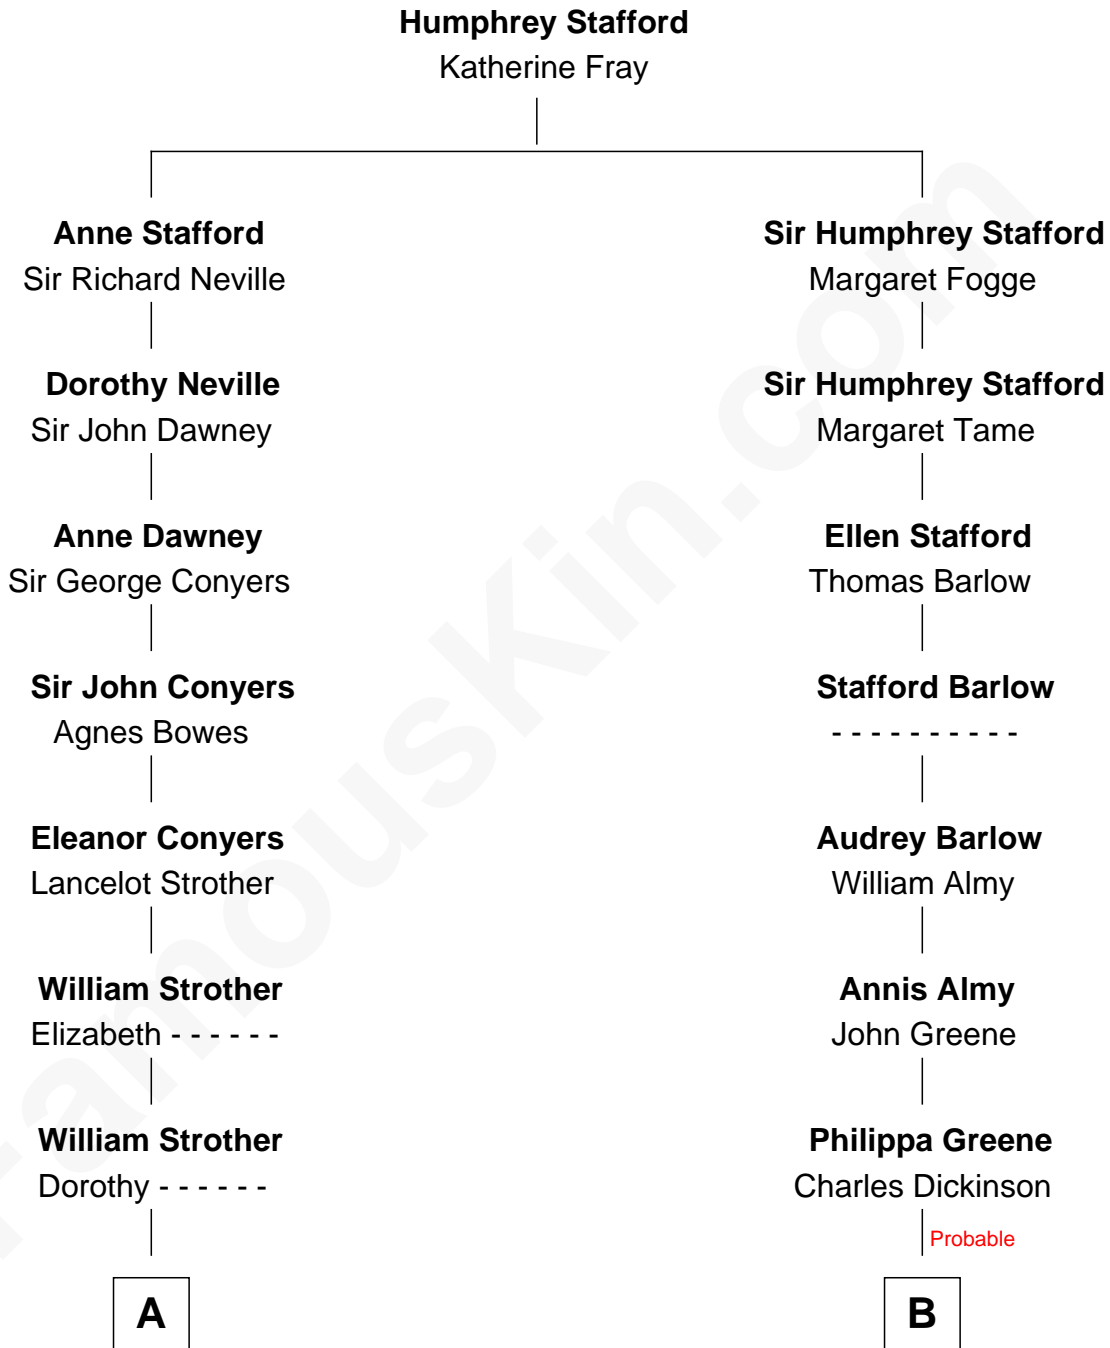 Humphrey Stafford
Katherine Fray
Anne Stafford
Sir Richard Neville
Sir Humphrey Stafford
Margaret Fogge
Dorothy Neville
Sir John Dawney
Sir Humphrey Stafford
Margaret Tame
Anne Dawney
Sir George Conyers
Ellen Stafford
Thomas Barlow
Sir John Conyers
Agnes Bowes
Stafford Barlow
- - - - - - - - - -
Eleanor Conyers
Lancelot Strother
Audrey Barlow
William Almy
William Strother
Elizabeth - - - - - -
Annis Almy
John Greene
William Strother
Dorothy - - - - - -
Philippa Greene
Charles Dickinson
Probable
A
B
FamousKin.com